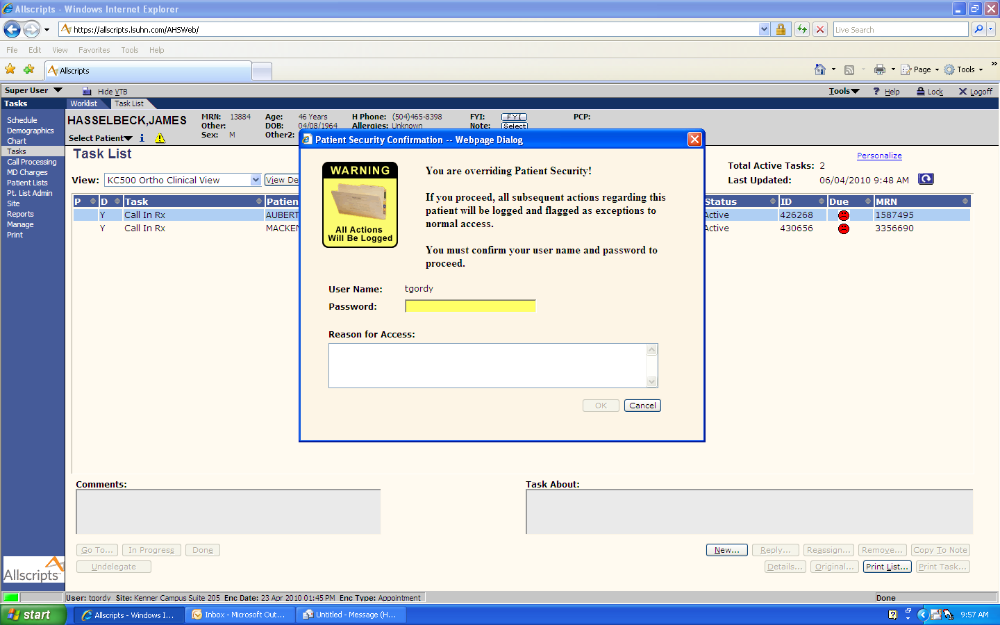 Allscripts - Windows Internet Explorer
https://allscripts.lsuhn.com/AHSWeb/
Live Search
File Edit View Favorites Tools Help
Allscripts
Page Tools
Super User Hide VTB Tools Help Lock Logoff
Tasks Worklist Task List
Schedule
Demographics
Chart
Tasks
Call Processing
MD Charges
Patient Lists
Pt. List Admin
Site
Reports
Manage
Print
HASSELBECK,JAMES
Select Patient
MRN: 13884 Age: 46 Years H Phone: (504)465-8398 FYI: FYI PCP:
Other: DOB: 04/08/1964 Allergies: Unknown Note: Select
Sex: M Other2:
Task List
Personalize
Total Active Tasks: 2
View: KC500 Ortho Clinical View View De
Last Updated: 06/04/2010 9:48 AM
P D Task Patien Status ID Due MRN
Y Call In Rx AUBERT Active 426268 1587495
Y Call In Rx MACKEN Active 430656 3356690
Patient Security Confirmation -- Webpage Dialog
WARNING
All Actions
Will Be Logged
You are overriding Patient Security!
If you proceed, all subsequent actions regarding this
patient will be logged and flagged as exceptions to
normal access.
You must confirm your user name and password to
proceed.
User Name: tgordy
Password:
Reason for Access:
OK Cancel
Comments: Task About:
Go To... In Progress Done New... Reply... Reassign... Remove... Copy To Note
Undelegate Details... Original... Print List... Print Task...
Allscripts
User: tgordy Site: Kenner Campus Suite 205 Enc Date: 23 Apr 2010 01:45 PM Enc Type: Appointment Done
start Allscripts - Windows I... Inbox - Microsoft Out... Untitled - Message (H... 9:57 AM